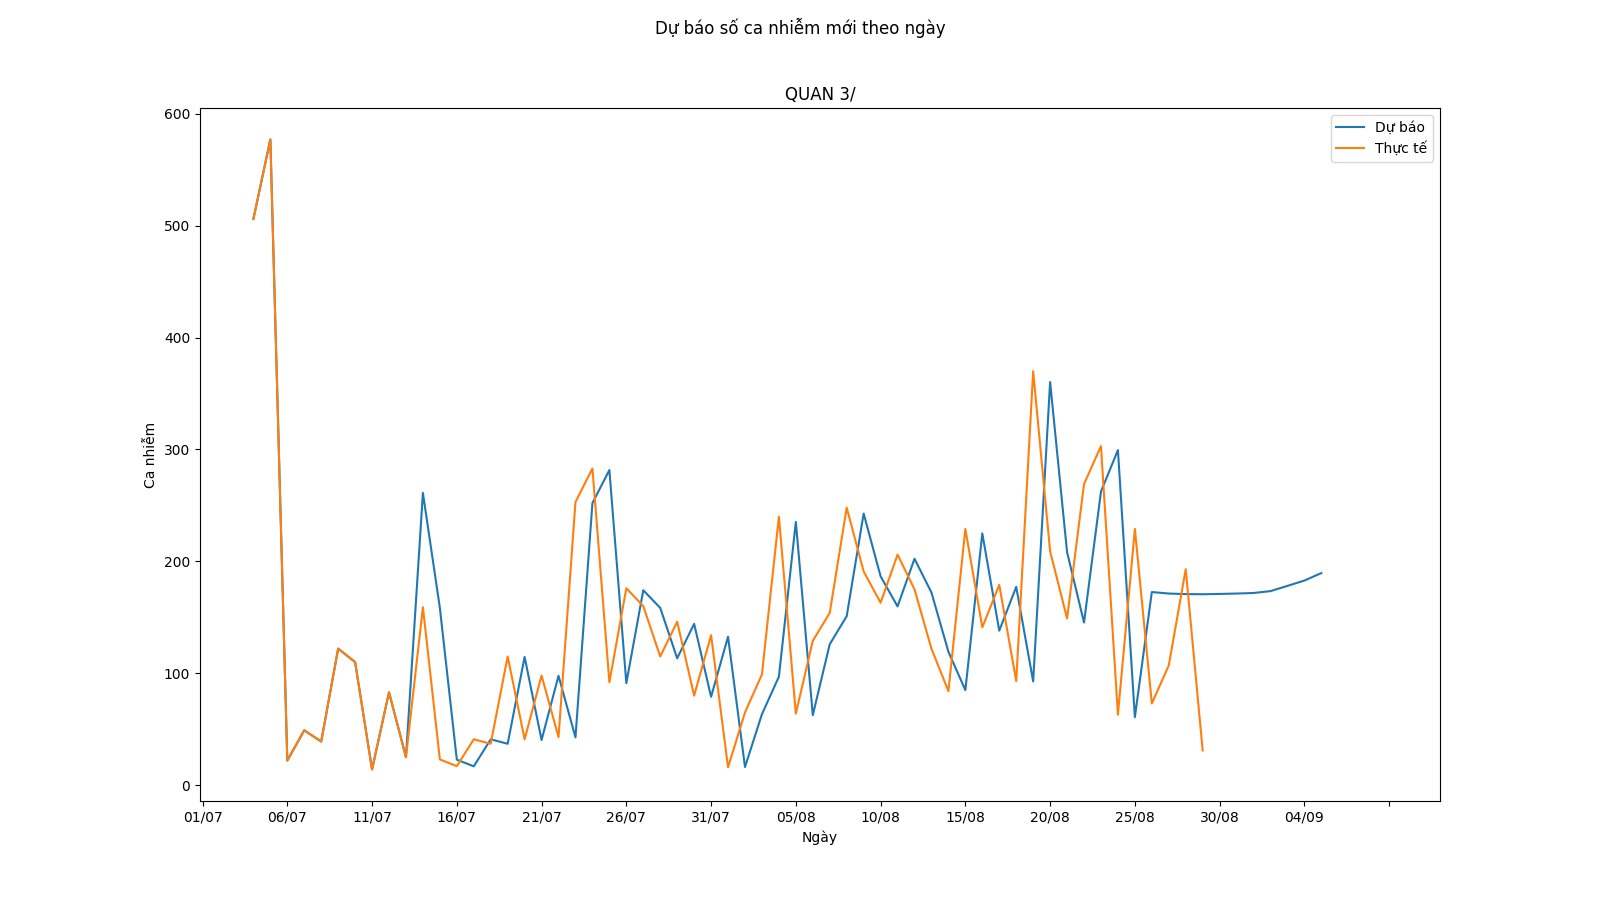 Dự báo số ca nhiễm mới theo ngày
QUAN 3/
Dự báo
Thực tế
600
500
400
300
200
100
0
Ca nhiễm
01/07 06/07 11/07 16/07 21/07 26/07 31/07 05/08 10/08 15/08 20/08 25/08 30/08 04/09
Ngày